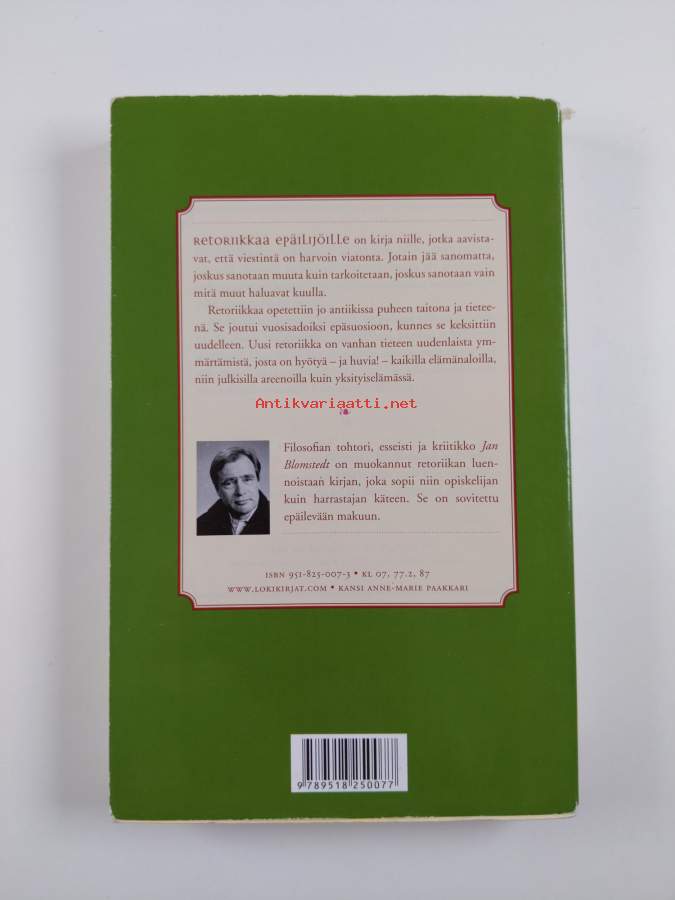 RETORIIKKAA EPÄILIJÖILLE on kirja niille, jotka aavista-
vat, että viestintä on harvoin viatonta. Jotain jää sanomatta,
joskus sanotaan muuta kuin tarkoitetaan, joskus sanotaan vain
mitä muut haluavat kuulla.
Retoriikkaa opetettiin jo antiikissa puheen taitona ja tietee-
nä. Se joutui vuosisadoiksi epäsuosioon, kunnes se keksittiin
uudelleen. Uusi retoriikka on vanhan tieteen uudenlaista ym-
märtämistä, josta on hyötyä – ja huvia! – kaikilla elämänaloilla,
niin julkisilla areenoilla kuin yksityiselämässä.
Antikvariaatti.net
Filosofian tohtori, esseisti ja kriitikko Jan
Blomstedt on muokannut retoriikan luen-
noistaan kirjan, joka sopii niin opiskelijan
kuin harrastajan käteen. Se on sovitettu
epäilevään makuun.
ISBN 951-825-007-3 • KL 07, 77.2, 87
WWW.LOKIKIRJAT.COM • KANSI ANNE-MARIE PAAKKARI
9 789518 250077